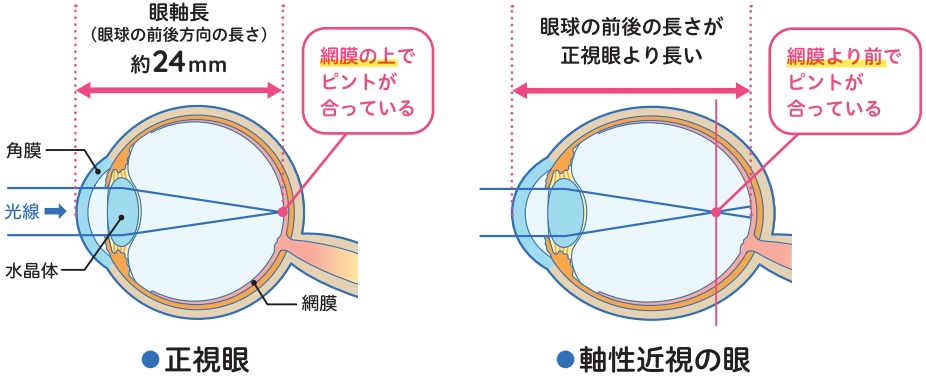 眼軸長
（眼球の前後方向の長さ）
約24mm
網膜の上で
ピントが
合っている
角膜
光線
水晶体
網膜
●正視眼
眼球の前後の長さが
正視眼より長い
網膜より前で
ピントが
合っている
●軸性近視の眼